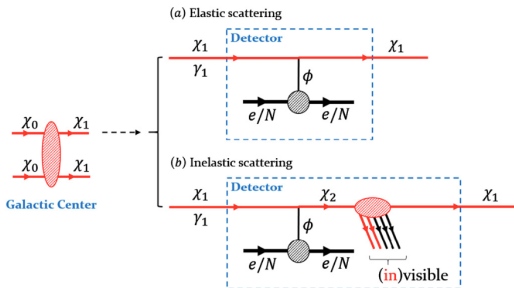 (a) Elastic scattering
Detector
χ₁ χ₁
γ₁
ϕ
e/N e/N
χ₀ χ₁
χ₀ χ₁
Galactic Center
(b) Inelastic scattering
Detector
χ₁ χ₂ χ₁
γ₁
ϕ
e/N e/N
(in)visible